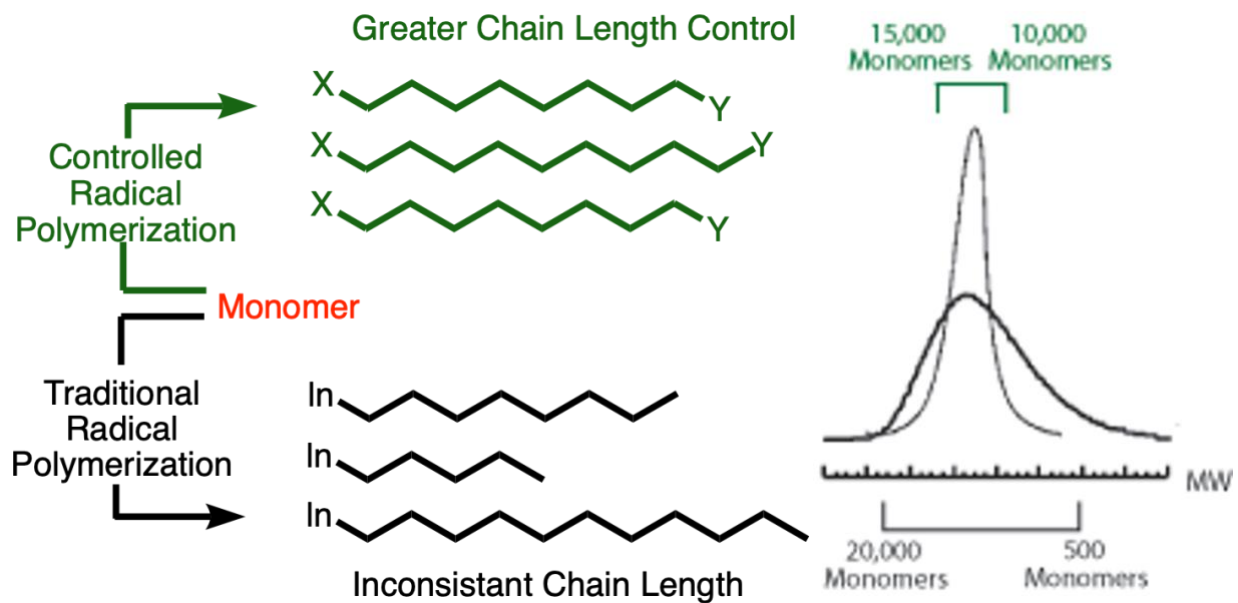 Greater Chain Length Control
15,000
Monomers
10,000
Monomers
X
Y
X
Y
X
Y
Controlled
Radical
Polymerization
Monomer
Traditional
Radical
Polymerization
In
In
In
Inconsistant Chain Length
MW
20,000
Monomers
500
Monomers